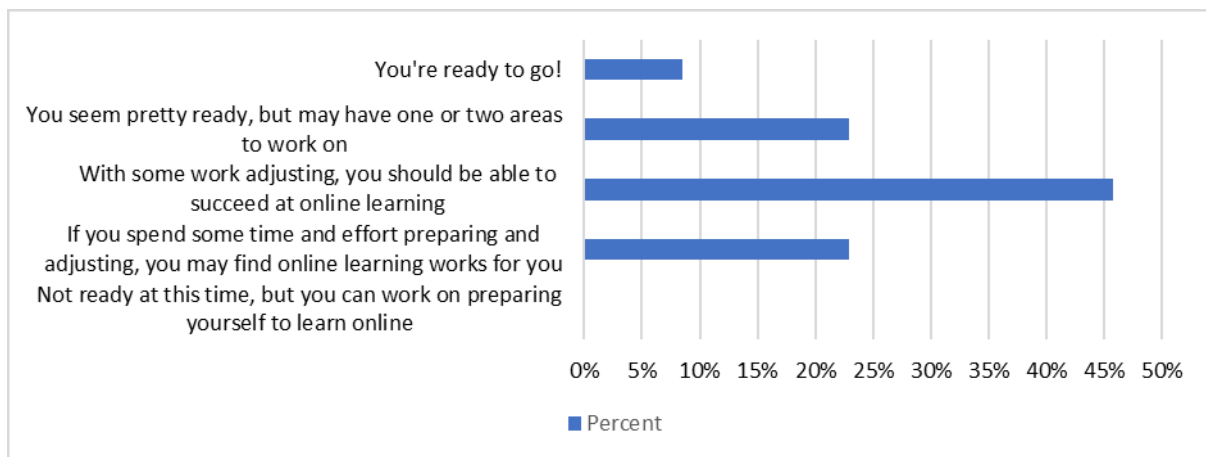 You're ready to go!
You seem pretty ready, but may have one or two areas
to work on
With some work adjusting, you should be able to
succeed at online learning
If you spend some time and effort preparing and
adjusting, you may find online learning works for you
Not ready at this time, but you can work on preparing
yourself to learn online
0% 5% 10% 15% 20% 25% 30% 35% 40% 45% 50%
Percent